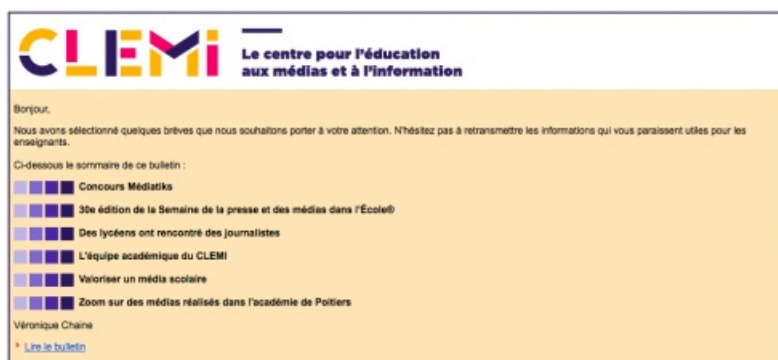 CLEMI
Le centre pour l'éducation
aux médias et à l'information
Bonjour,
Nous avons sélectionné quelques brèves que nous souhaitons porter à votre attention. N'hésitez pas à retransmettre les informations qui vous paraissent utiles pour les
enseignants.
Ci-dessous le sommaire de ce bulletin :
Concours Médiatiks
30e édition de la Semaine de la presse et des médias dans l'École®
Des lycéens ont rencontré des journalistes
L'équipe académique du CLEMI
Valoriser un média scolaire
Zoom sur des médias réalisés dans l'académie de Poitiers
Véronique Chaine
Lire le bulletin